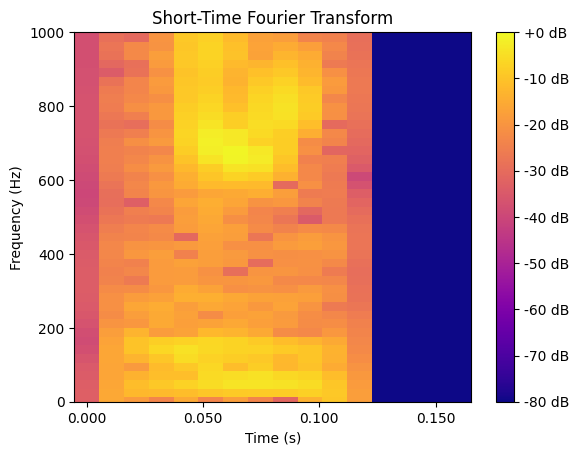 Short-Time Fourier Transform
1000
800
600
400
200
0
Frequency (Hz)
0.000
0.050
0.100
0.150
Time (s)
+0 dB
-10 dB
-20 dB
-30 dB
-40 dB
-50 dB
-60 dB
-70 dB
-80 dB